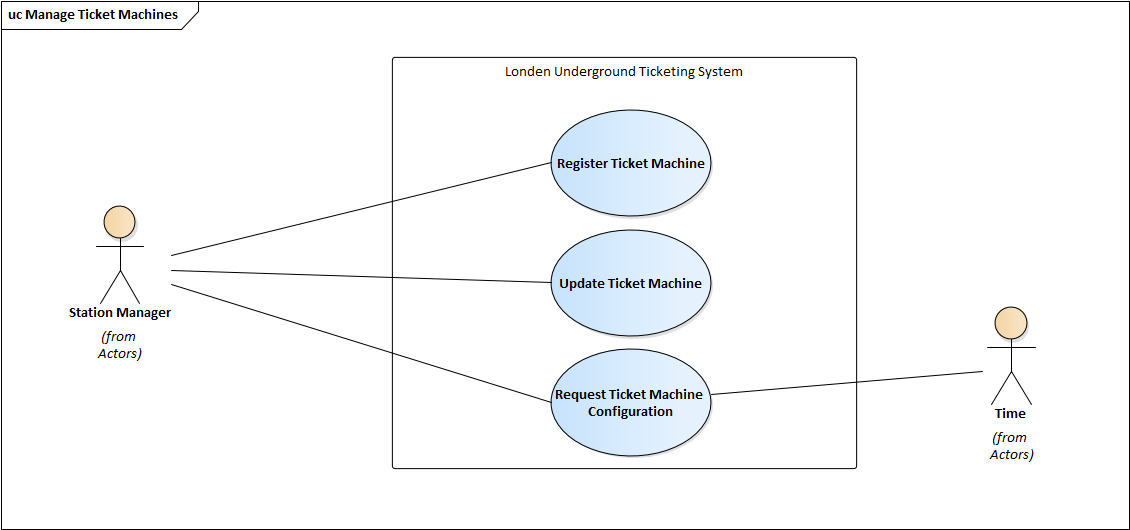 uc Manage Ticket Machines
Londen Underground Ticketing System
Register Ticket Machine
Update Ticket Machine
Station Manager
(from
Actors)
Request Ticket Machine
Configuration
Time
(from
Actors)